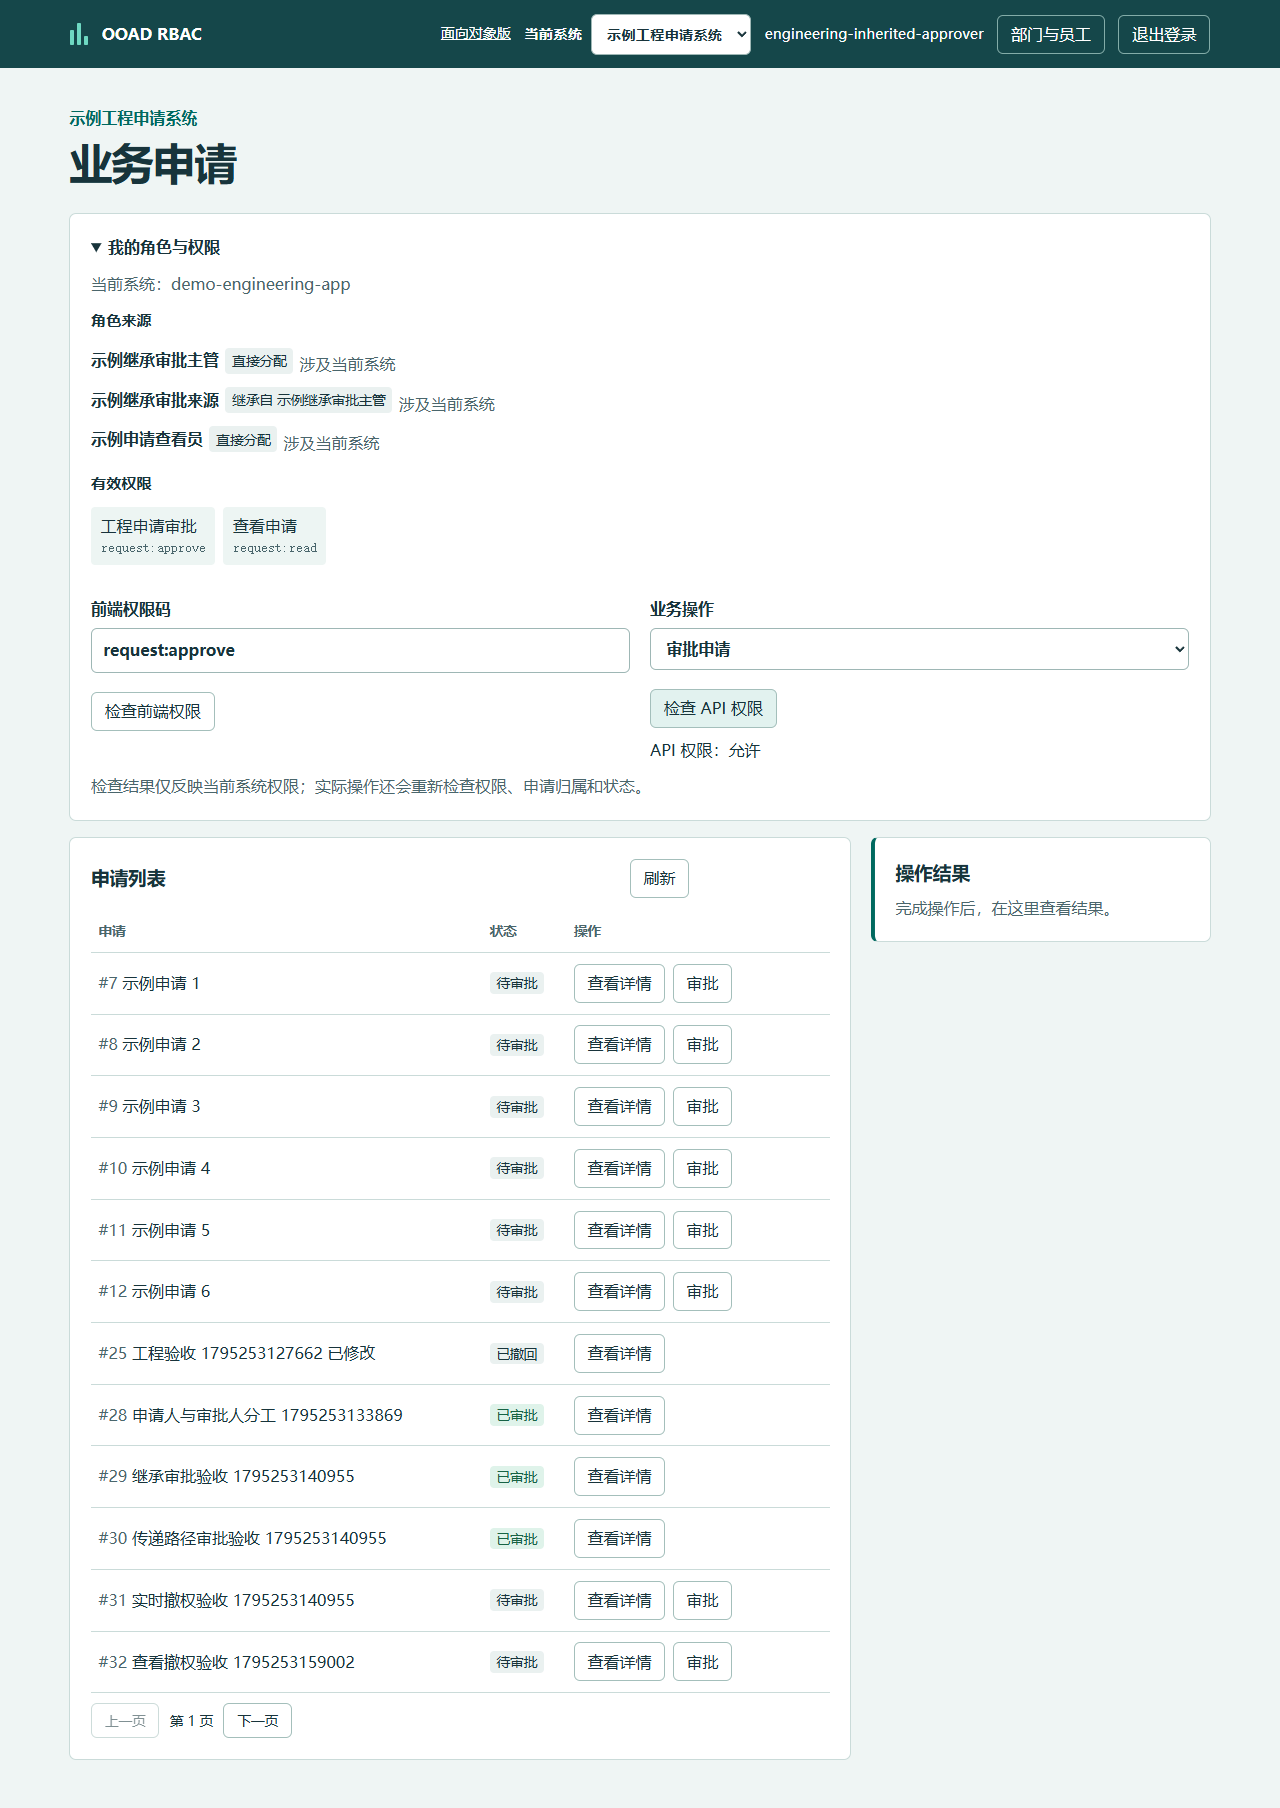 OOAD RBAC
面向对象版 当前系统 示例工程申请系统 engineering-inherited-approver 部门与员工 退出登录
示例工程申请系统
业务申请
▼ 我的角色与权限
当前系统：demo-engineering-app
角色来源
示例继承审批主管 直接分配 涉及当前系统
示例继承审批来源 继承自 示例继承审批主管 涉及当前系统
示例申请查看员 直接分配 涉及当前系统
有效权限
工程申请审批 查看申请
request:approve request:read
前端权限码 业务操作
request:approve 审批申请
检查前端权限 检查 API 权限
API 权限：允许
检查结果仅反映当前系统权限；实际操作还会重新检查权限、申请归属和状态。
申请列表 刷新
申请 状态 操作
#7 示例申请 1 待审批 查看详情 审批
#8 示例申请 2 待审批 查看详情 审批
#9 示例申请 3 待审批 查看详情 审批
#10 示例申请 4 待审批 查看详情 审批
#11 示例申请 5 待审批 查看详情 审批
#12 示例申请 6 待审批 查看详情 审批
#25 工程验收 1795253127662 已修改 已撤回 查看详情
#28 申请人与审批人分工 1795253133869 已审批 查看详情
#29 继承审批验收 1795253140955 已审批 查看详情
#30 传递路径审批验收 1795253140955 已审批 查看详情
#31 实时撤权验收 1795253140955 待审批 查看详情 审批
#32 查看撤权验收 1795253159002 待审批 查看详情 审批
上一页 第 1 页 下一页
操作结果
完成操作后，在这里查看结果。